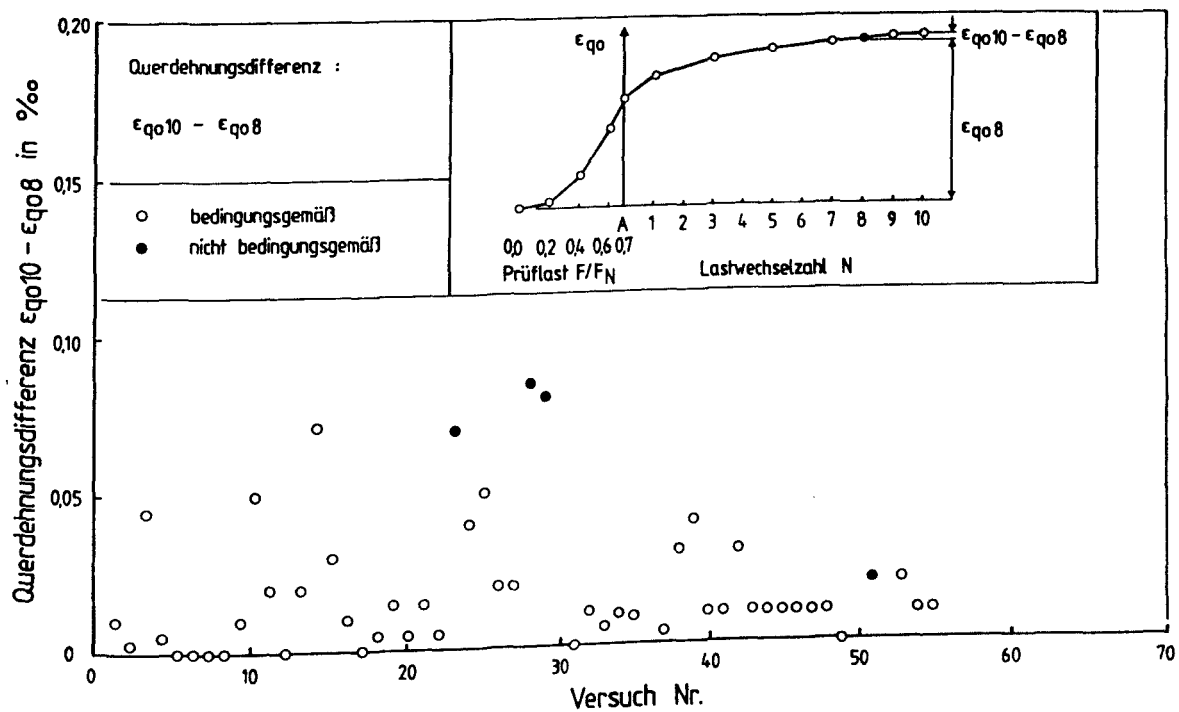 Querdehnungsdifferenz εqo10 - εqo8 in ‰
0,20
0,15
0,10
0,05
0
Querdehnungsdifferenz :
εqo10 - εqo8
○ bedingungsgemäß
● nicht bedingungsgemäß
εqo
εqo10 - εqo8
εqo8
A 1 2 3 4 5 6 7 8 9 10
0,0 0,2 0,4 0,6 0,7
Prüflast F/FN
Lastwechselzahl N
0 10 20 30 40 50 60 70
Versuch Nr.